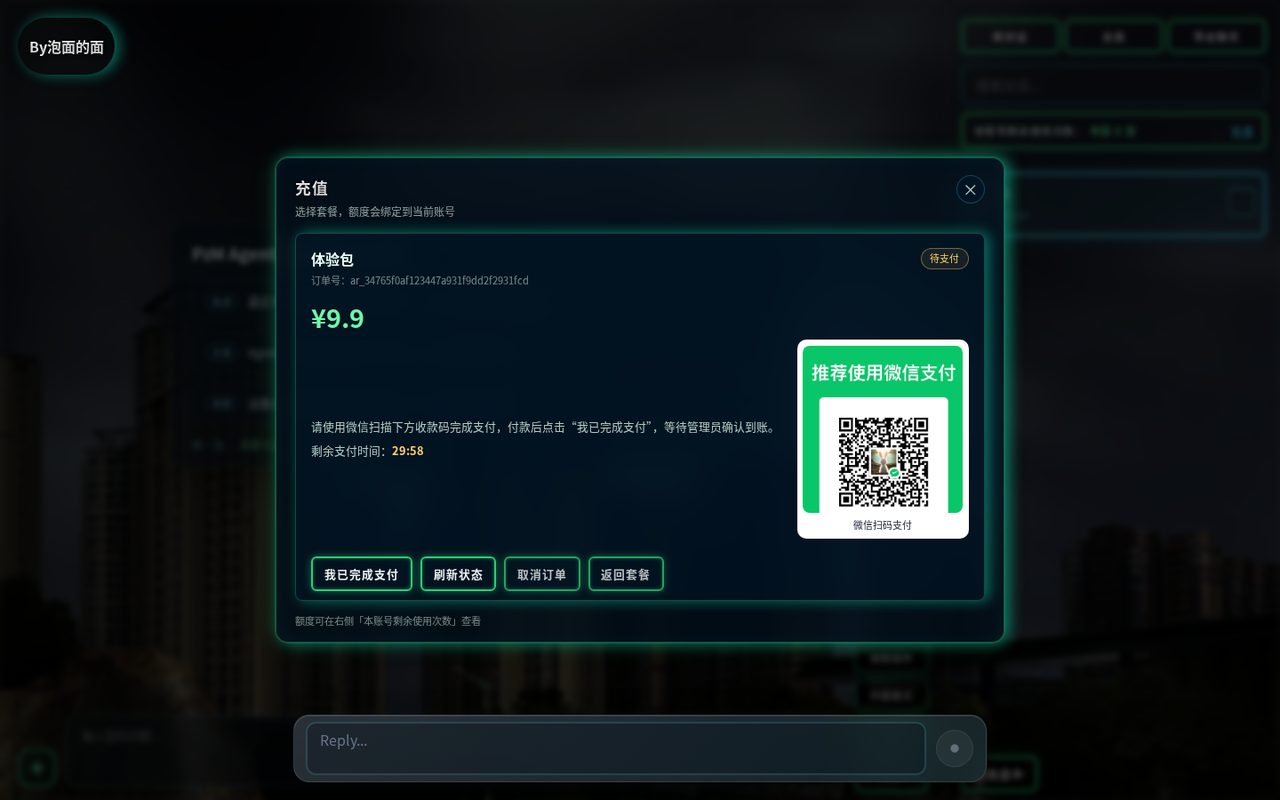 By泡面的面
充值
选择套餐，额度会绑定到当前账号
体验包
待支付
订单号：ar_34765f0af123447a931f9dd2f2931fcd
¥9.9
推荐使用微信支付
请使用微信扫描下方收款码完成支付，付款后点击“我已完成支付”，等待管理员确认到账。
剩余支付时间：29:58
微信扫码支付
我已完成支付
刷新状态
取消订单
返回套餐
额度可在右侧「本账号剩余使用次数」查看
Reply...